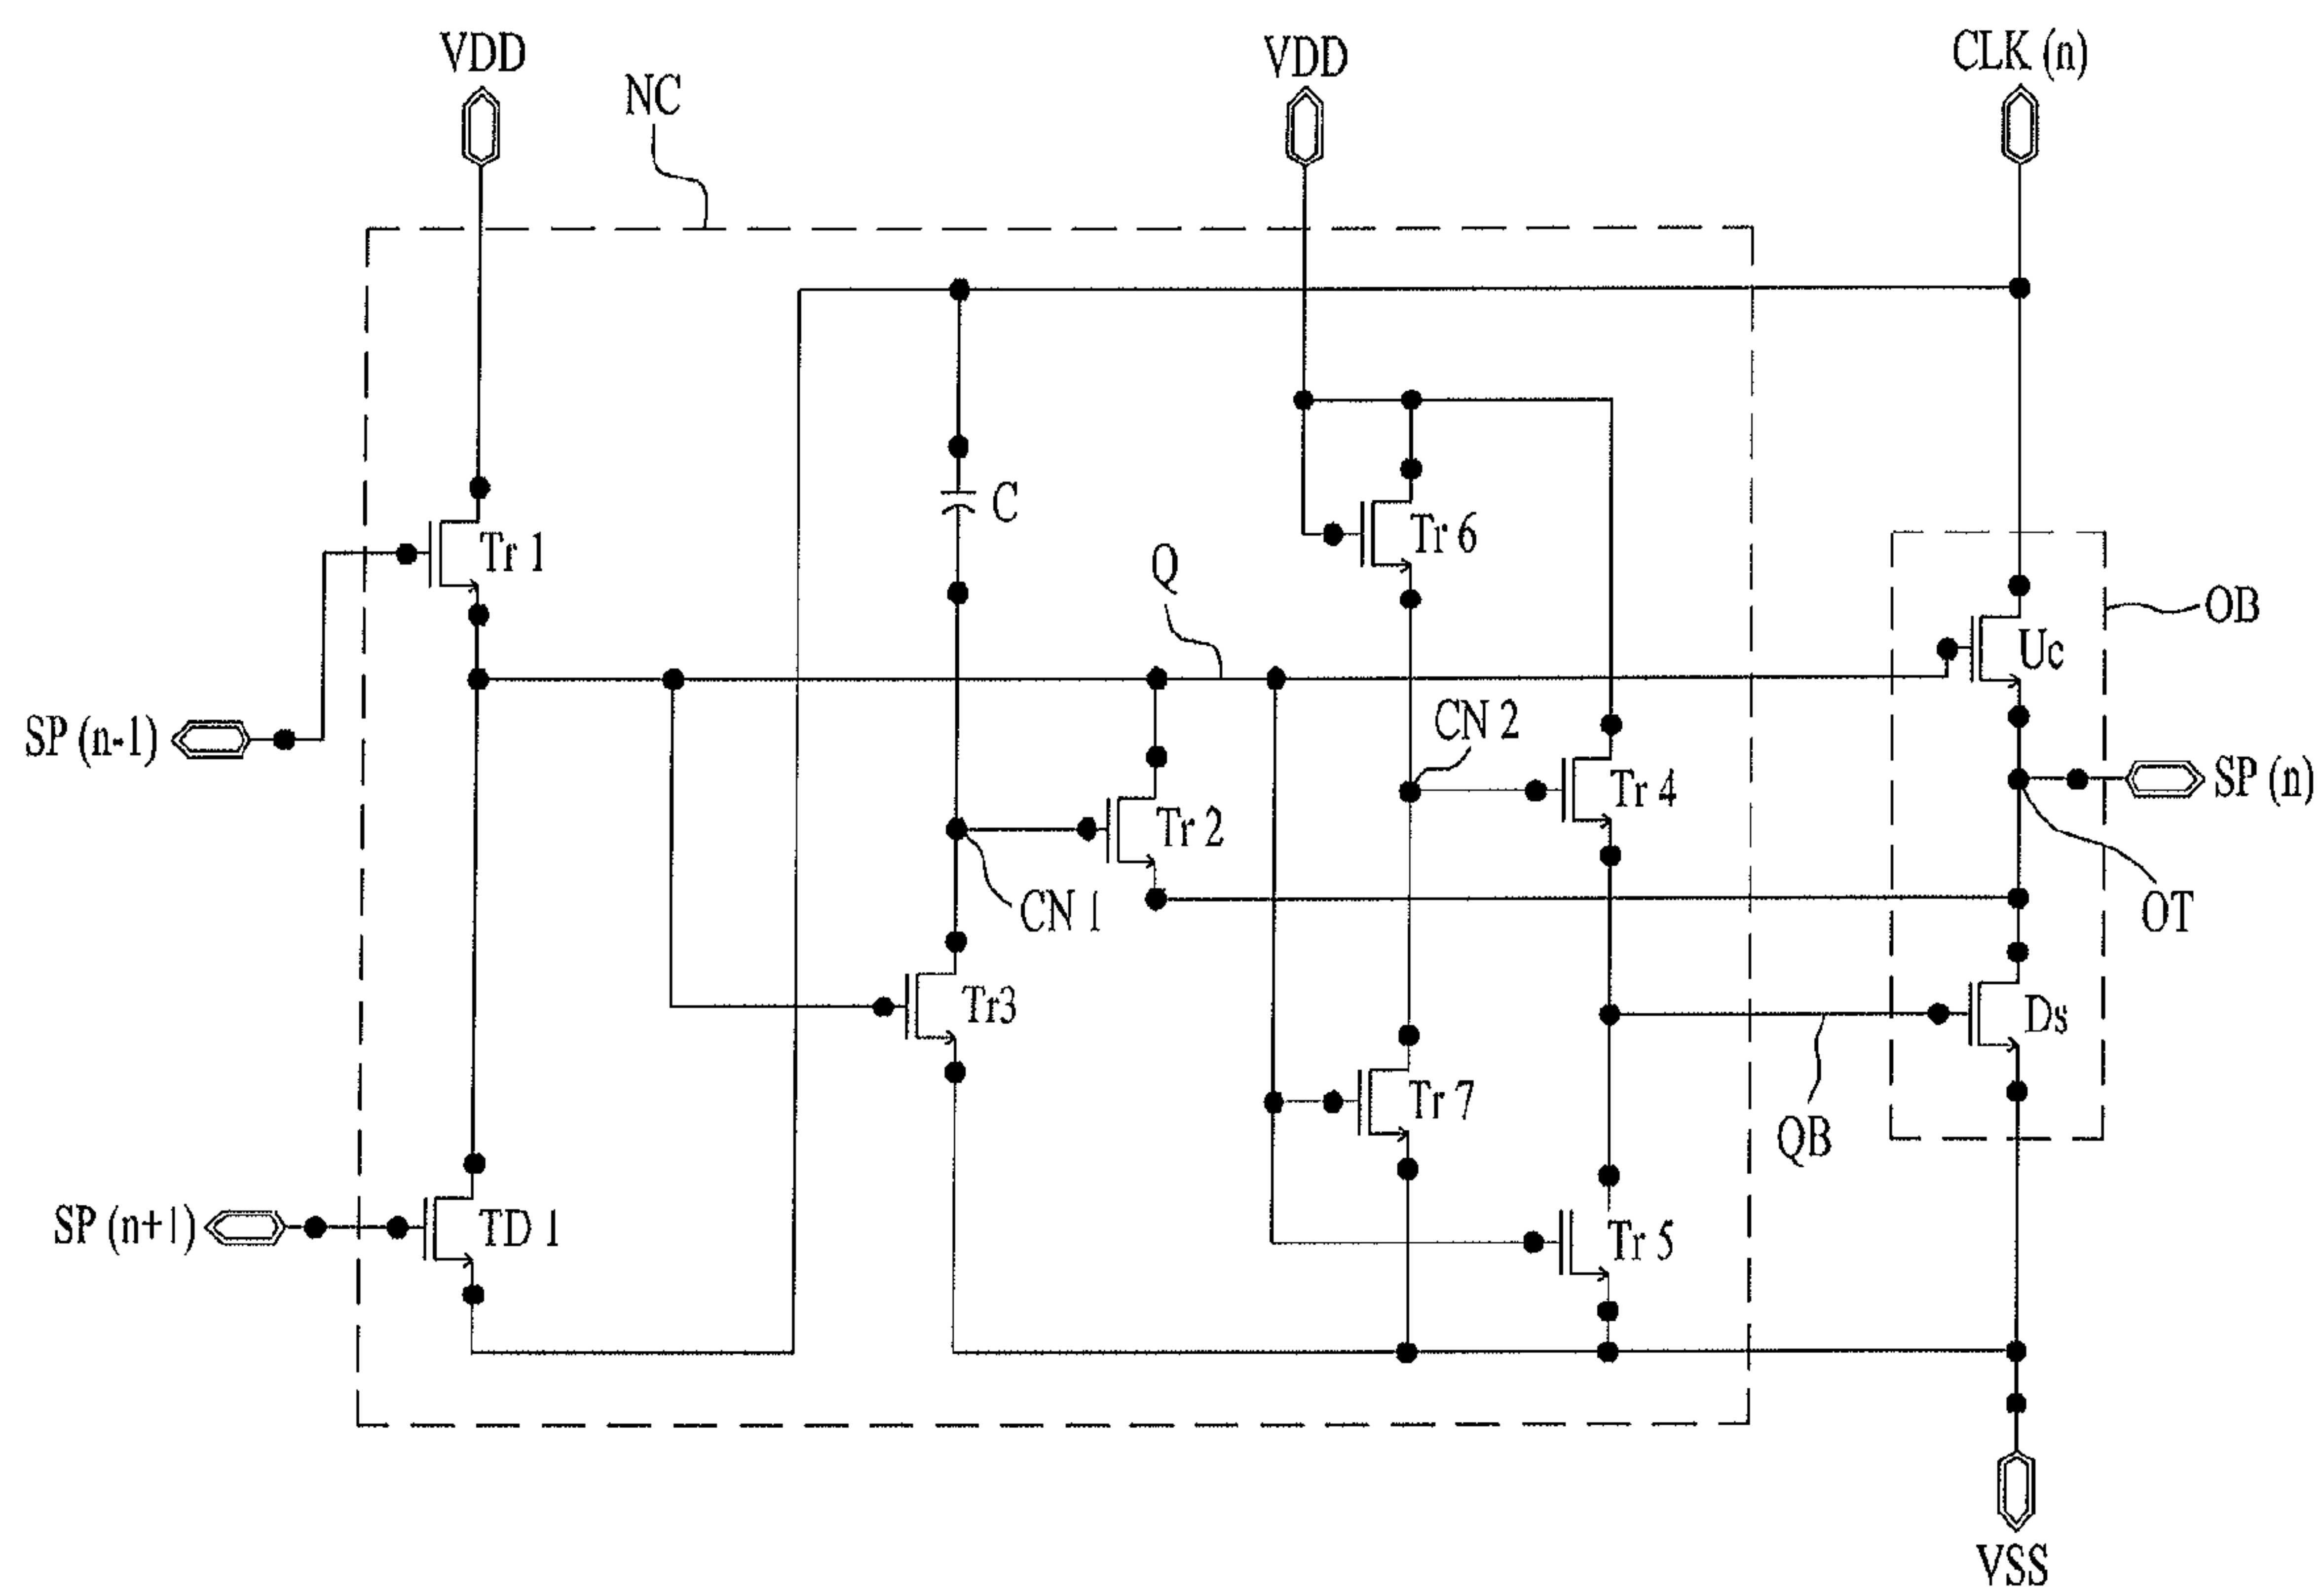 VDD
VDD
CLK (n)
NC
C
Tr 1
Tr 6
Q
OB
Uc
SP (n-1)
CN 2
Tr 4
SP (n)
Tr 2
CN 1
OT
Tr3
Ds
Tr 7
QB
SP (n+1)
TD 1
Tr 5
VSS